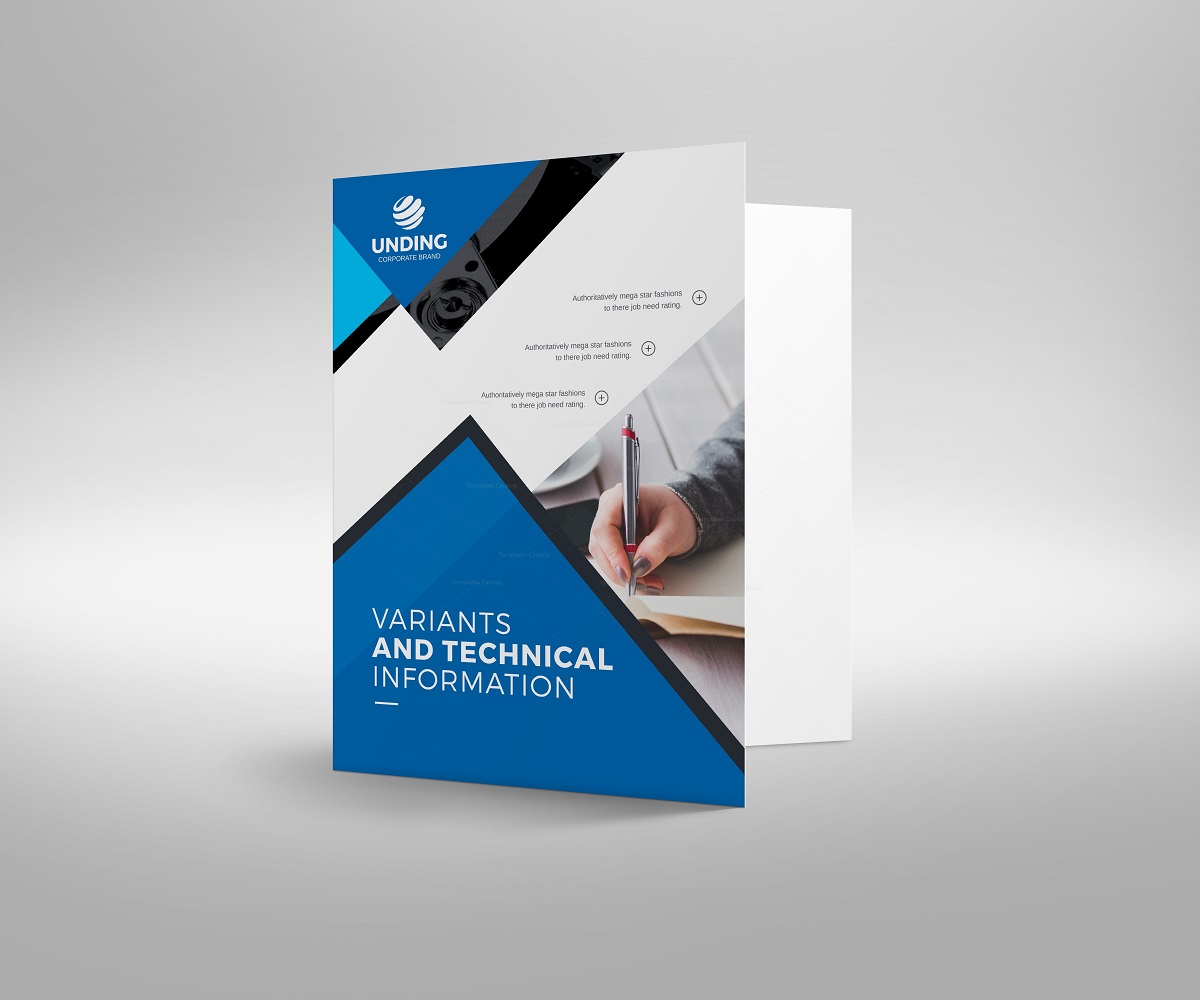 UNDING
CORPORATE BRAND
Authoritatively mega star fashions
to there job need rating.
Authoritatively mega star fashions
to there job need rating.
Authoritatively mega star fashions
to there job need rating.
VARIANTS
AND TECHNICAL
INFORMATION